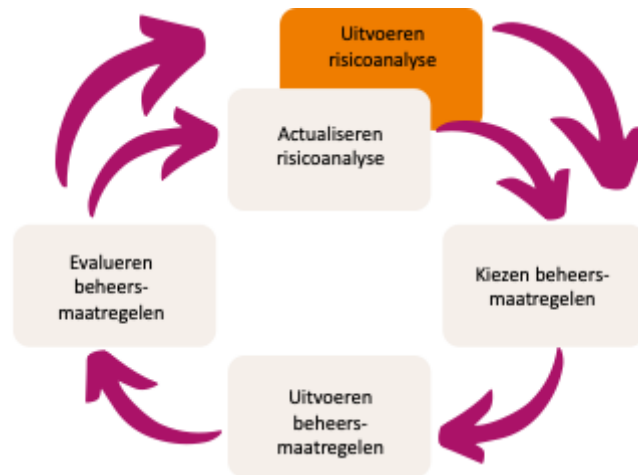 Uitvoeren
risicoanalyse
Actualiseren
risicoanalyse
Evalueren
beheers-
maatregelen
Kiezen beheers-
maatregelen
Uitvoeren
beheers-
maatregelen